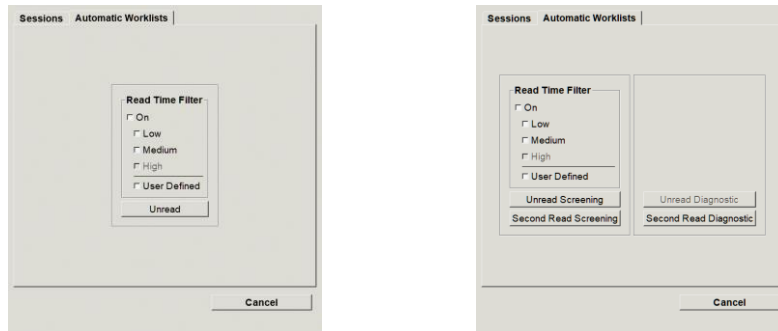 Sessions Automatic Worklists
Read Time Filter
On
Low
Medium
High
User Defined
Unread
Cancel
Sessions Automatic Worklists
Read Time Filter
On
Low
Medium
High
User Defined
Unread Screening
Second Read Screening
Unread Diagnostic
Second Read Diagnostic
Cancel